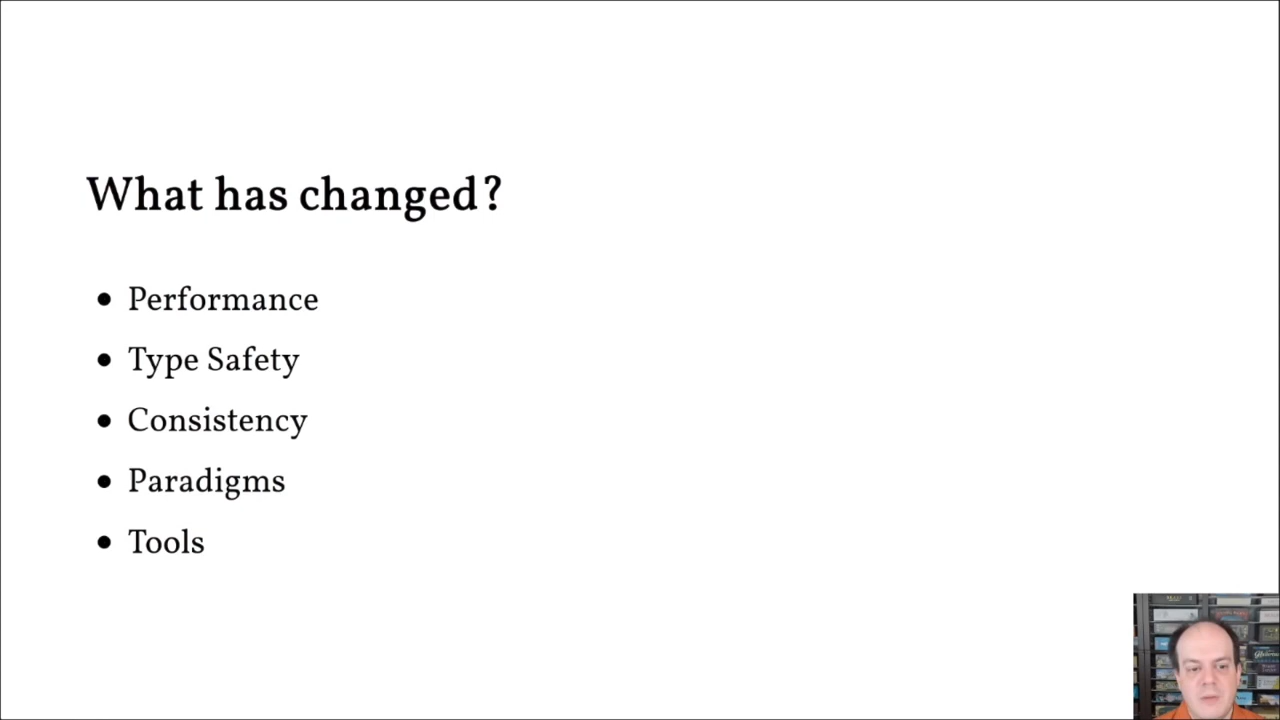 What has changed?
Performance
Type Safety
Consistency
Paradigms
Tools